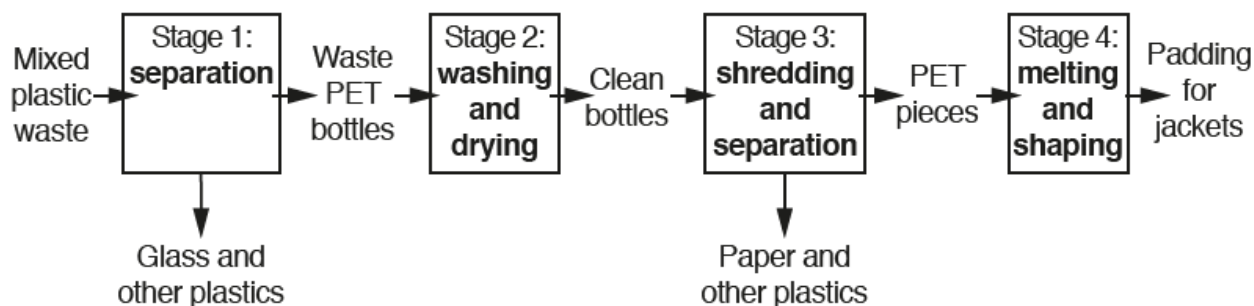 Mixed
plastic
waste
Stage 1:
separation
Glass and
other plastics
Waste
PET
bottles
Stage 2:
washing
and
drying
Clean
bottles
Stage 3:
shredding
and
separation
Paper and
other plastics
PET
pieces
Stage 4:
melting
and
shaping
Padding
for
jackets